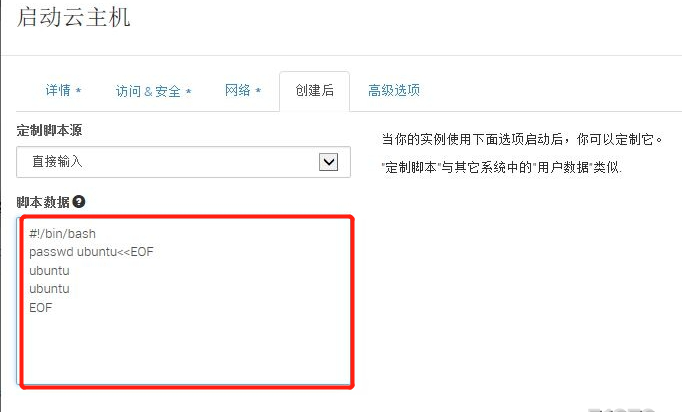 启动云主机
详情 * 访问 & 安全 * 网络 * 创建后 高级选项
定制脚本源
直接输入
当你的实例使用下面选项启动后，你可以定制它。
"定制脚本"与其它系统中的"用户数据"类似.
脚本数据
#!/bin/bash
passwd ubuntu<<EOF
ubuntu
ubuntu
EOF